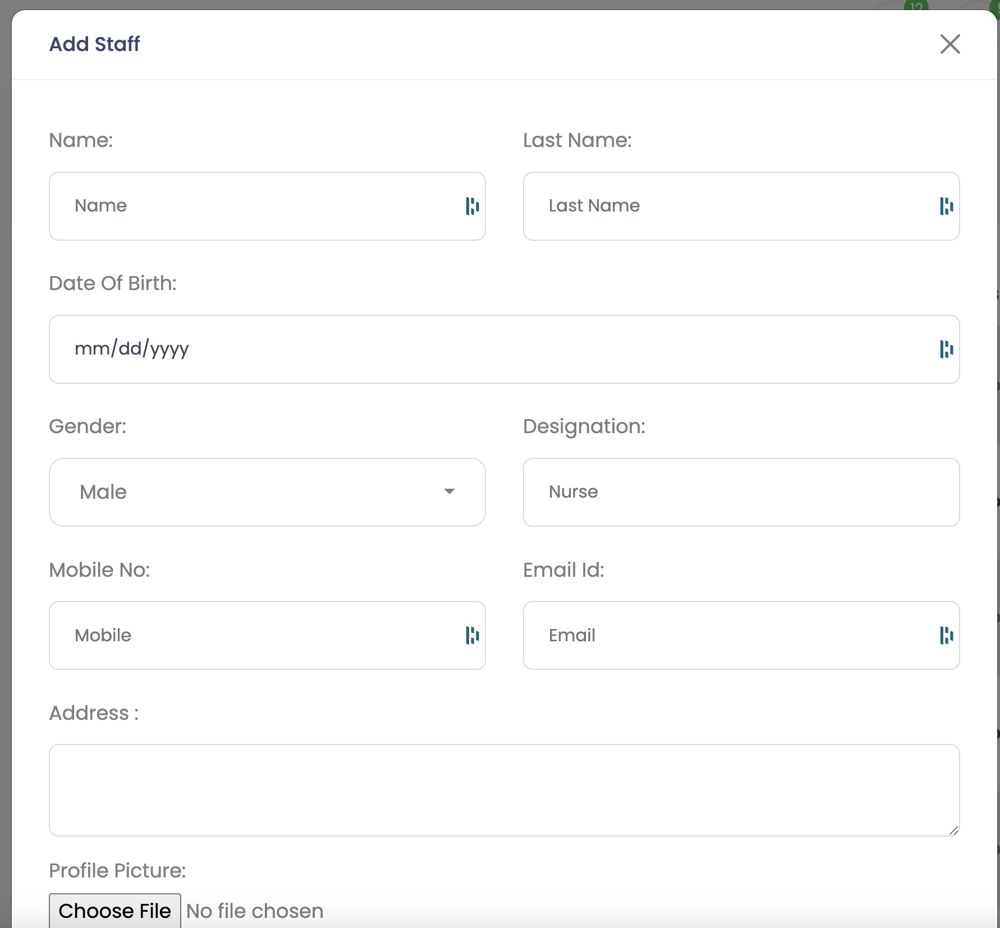 12
Add Staff
Name:
Last Name:
Name
Last Name
Date Of Birth:
mm/dd/yyyy
Gender:
Designation:
Male
Nurse
Mobile No:
Email Id:
Mobile
Email
Address :
Profile Picture:
Choose File No file chosen